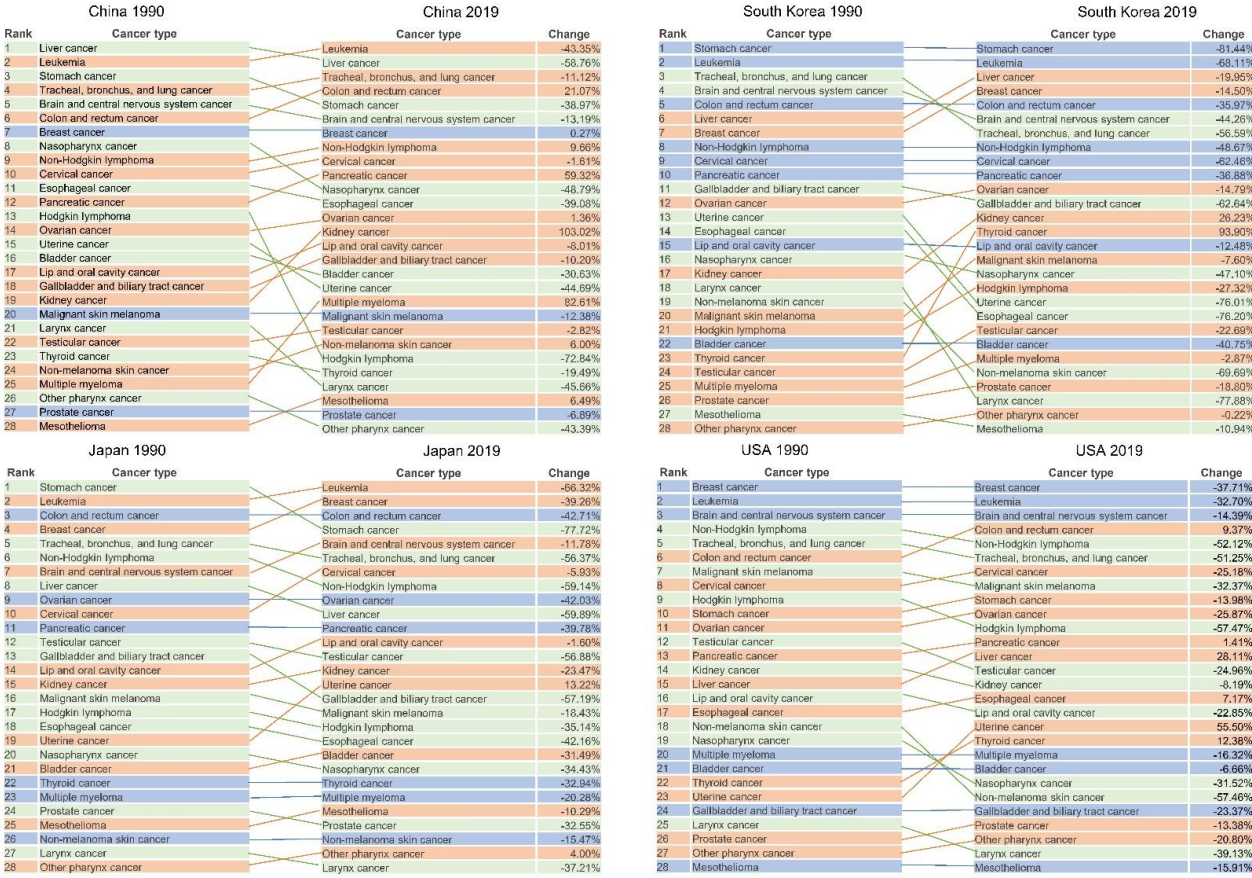 China 1990 China 2019
Rank Cancer type Cancer type Change
1 Liver cancer Leukemia -43.35%
2 Leukemia Liver cancer -58.76%
3 Stomach cancer Tracheal, bronchus, and lung cancer -11.12%
4 Tracheal, bronchus, and lung cancer Colon and rectum cancer 21.07%
5 Brain and central nervous system cancer Stomach cancer -38.97%
6 Colon and rectum cancer Brain and central nervous system cancer -13.19%
7 Breast cancer Breast cancer 0.27%
8 Nasopharynx cancer Non-Hodgkin lymphoma 9.66%
9 Non-Hodgkin lymphoma Cervical cancer -1.61%
10 Cervical cancer Pancreatic cancer 59.32%
11 Esophageal cancer Nasopharynx cancer -48.79%
12 Pancreatic cancer Esophageal cancer -39.08%
13 Hodgkin lymphoma Ovarian cancer 1.36%
14 Ovarian cancer Kidney cancer 103.02%
15 Uterine cancer Lip and oral cavity cancer -8.01%
16 Bladder cancer Gallbladder and biliary tract cancer -10.20%
17 Lip and oral cavity cancer Bladder cancer -30.63%
18 Gallbladder and biliary tract cancer Uterine cancer -44.69%
19 Kidney cancer Multiple myeloma 82.61%
20 Malignant skin melanoma Malignant skin melanoma -12.38%
21 Larynx cancer Testicular cancer -2.82%
22 Testicular cancer Non-melanoma skin cancer 6.00%
23 Thyroid cancer Hodgkin lymphoma -72.84%
24 Non-melanoma skin cancer Thyroid cancer -19.49%
25 Multiple myeloma Larynx cancer -45.66%
26 Other pharynx cancer Mesothelioma 6.49%
27 Prostate cancer Prostate cancer -6.89%
28 Mesothelioma Other pharynx cancer -43.39%
South Korea 1990 South Korea 2019
Rank Cancer type Cancer type Change
1 Stomach cancer Stomach cancer -81.44%
2 Leukemia Leukemia -68.11%
3 Tracheal, bronchus, and lung cancer Liver cancer -19.95%
4 Brain and central nervous system cancer Breast cancer -14.50%
5 Colon and rectum cancer Colon and rectum cancer -35.97%
6 Liver cancer Brain and central nervous system cancer -44.26%
7 Breast cancer Tracheal, bronchus, and lung cancer -56.59%
8 Non-Hodgkin lymphoma Non-Hodgkin lymphoma -48.67%
9 Cervical cancer Cervical cancer -62.46%
10 Pancreatic cancer Pancreatic cancer -36.88%
11 Gallbladder and biliary tract cancer Ovarian cancer -14.79%
12 Ovarian cancer Gallbladder and biliary tract cancer -62.64%
13 Uterine cancer Kidney cancer 26.23%
14 Esophageal cancer Thyroid cancer 93.90%
15 Lip and oral cavity cancer Lip and oral cavity cancer -12.48%
16 Nasopharynx cancer Malignant skin melanoma -7.60%
17 Kidney cancer Nasopharynx cancer -47.10%
18 Larynx cancer Hodgkin lymphoma -27.32%
19 Non-melanoma skin cancer Uterine cancer -76.01%
20 Malignant skin melanoma Esophageal cancer -76.20%
21 Hodgkin lymphoma Testicular cancer -22.69%
22 Bladder cancer Bladder cancer -40.75%
23 Thyroid cancer Multiple myeloma -2.87%
24 Testicular cancer Non-melanoma skin cancer -69.69%
25 Multiple myeloma Prostate cancer -18.80%
26 Prostate cancer Larynx cancer -77.88%
27 Mesothelioma Other pharynx cancer -0.22%
28 Other pharynx cancer Mesothelioma -10.94%
Japan 1990 Japan 2019
Rank Cancer type Cancer type Change
1 Stomach cancer Leukemia -66.32%
2 Leukemia Breast cancer -39.26%
3 Colon and rectum cancer Colon and rectum cancer -42.71%
4 Breast cancer Stomach cancer -77.72%
5 Tracheal, bronchus, and lung cancer Brain and central nervous system cancer -11.78%
6 Non-Hodgkin lymphoma Tracheal, bronchus, and lung cancer -56.37%
7 Brain and central nervous system cancer Cervical cancer -5.93%
8 Liver cancer Non-Hodgkin lymphoma -59.14%
9 Ovarian cancer Ovarian cancer -42.03%
10 Cervical cancer Liver cancer -59.89%
11 Pancreatic cancer Pancreatic cancer -39.78%
12 Testicular cancer Lip and oral cavity cancer -1.60%
13 Gallbladder and biliary tract cancer Testicular cancer -56.88%
14 Lip and oral cavity cancer Kidney cancer -23.47%
15 Kidney cancer Uterine cancer 13.22%
16 Malignant skin melanoma Gallbladder and biliary tract cancer -57.19%
17 Hodgkin lymphoma Malignant skin melanoma -18.43%
18 Esophageal cancer Hodgkin lymphoma -35.14%
19 Uterine cancer Esophageal cancer -42.16%
20 Nasopharynx cancer Bladder cancer -31.49%
21 Bladder cancer Nasopharynx cancer -34.43%
22 Thyroid cancer Thyroid cancer -32.94%
23 Multiple myeloma Multiple myeloma -20.28%
24 Prostate cancer Mesothelioma -10.29%
25 Mesothelioma Prostate cancer -32.55%
26 Non-melanoma skin cancer Non-melanoma skin cancer -15.47%
27 Larynx cancer Other pharynx cancer 4.00%
28 Other pharynx cancer Larynx cancer -37.21%
USA 1990 USA 2019
Rank Cancer type Cancer type Change
1 Breast cancer Breast cancer -37.71%
2 Leukemia Leukemia -32.70%
3 Brain and central nervous system cancer Brain and central nervous system cancer -14.39%
4 Non-Hodgkin lymphoma Colon and rectum cancer 9.37%
5 Tracheal, bronchus, and lung cancer Non-Hodgkin lymphoma -52.12%
6 Colon and rectum cancer Tracheal, bronchus, and lung cancer -51.25%
7 Malignant skin melanoma Cervical cancer -25.18%
8 Cervical cancer Malignant skin melanoma -32.37%
9 Hodgkin lymphoma Stomach cancer -13.98%
10 Stomach cancer Ovarian cancer -25.87%
11 Ovarian cancer Hodgkin lymphoma -57.47%
12 Testicular cancer Pancreatic cancer 1.41%
13 Pancreatic cancer Liver cancer 28.11%
14 Kidney cancer Testicular cancer -24.96%
15 Liver cancer Kidney cancer -8.19%
16 Lip and oral cavity cancer Esophageal cancer 7.17%
17 Esophageal cancer Lip and oral cavity cancer -22.85%
18 Non-melanoma skin cancer Uterine cancer 55.50%
19 Nasopharynx cancer Thyroid cancer 12.38%
20 Multiple myeloma Multiple myeloma -16.32%
21 Bladder cancer Bladder cancer -6.66%
22 Thyroid cancer Nasopharynx cancer -31.52%
23 Uterine cancer Non-melanoma skin cancer -57.46%
24 Gallbladder and biliary tract cancer Gallbladder and biliary tract cancer -23.37%
25 Larynx cancer Prostate cancer -13.38%
26 Prostate cancer Other pharynx cancer -20.80%
27 Other pharynx cancer Larynx cancer -39.13%
28 Mesothelioma Mesothelioma -15.91%